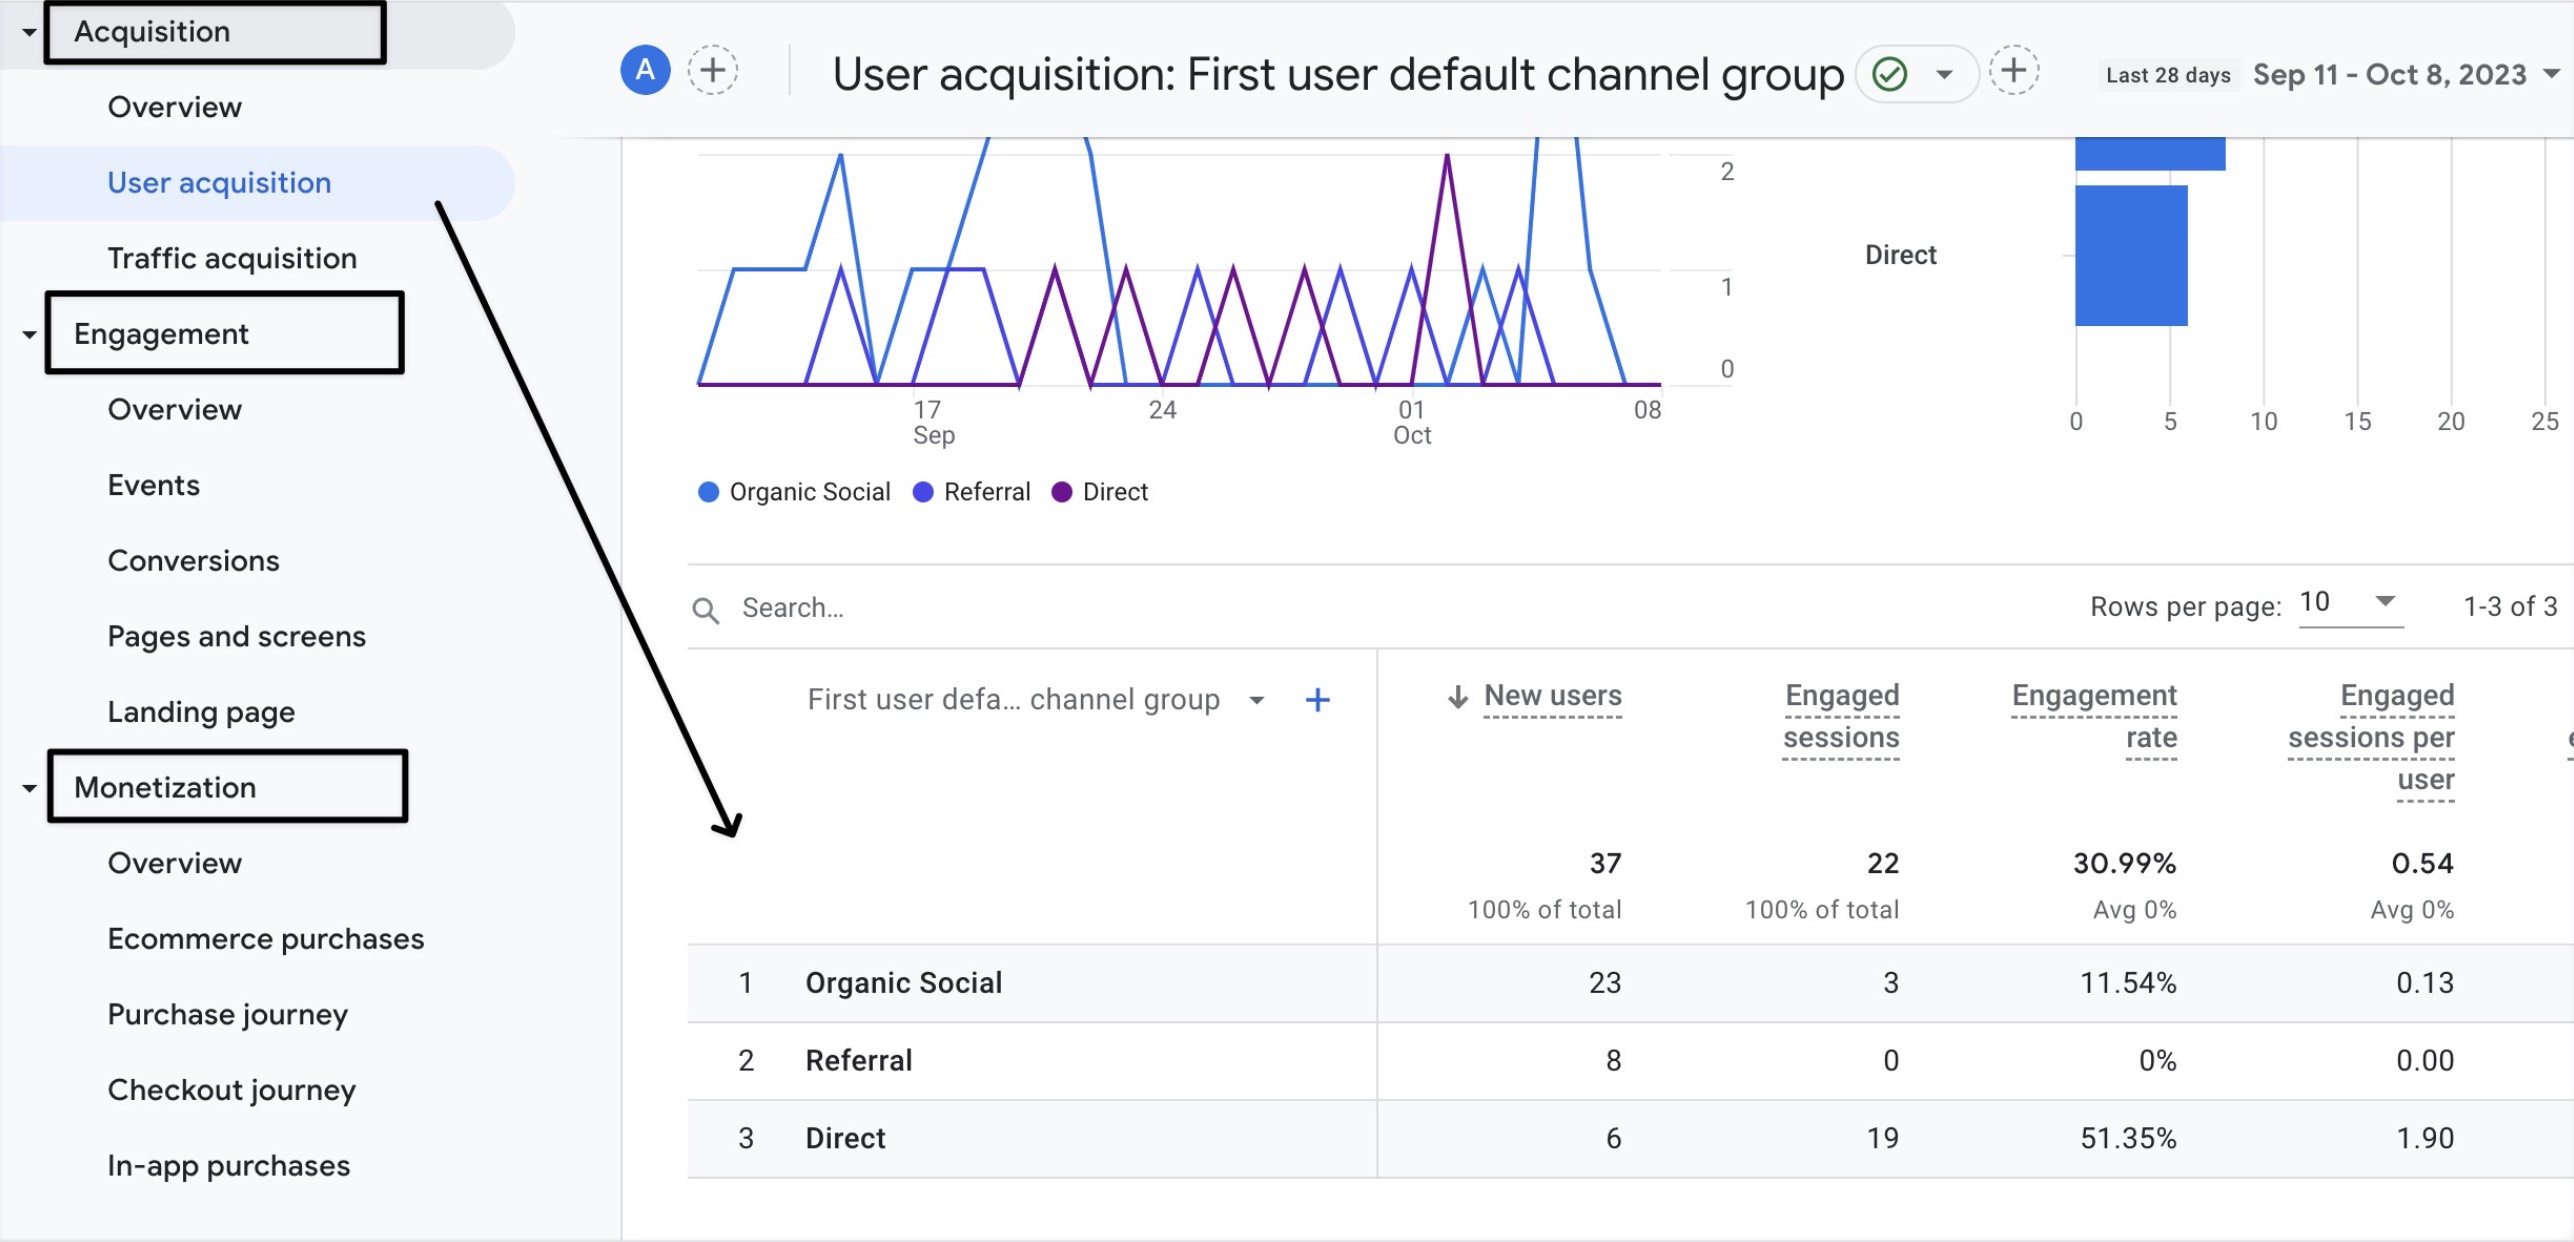 Acquisition
Overview
User acquisition
Traffic acquisition
Engagement
Overview
Events
Conversions
Pages and screens
Landing page
Monetization
Overview
Ecommerce purchases
Purchase journey
Checkout journey
In-app purchases
A
User acquisition: First user default channel group
Last 28 days Sep 11 - Oct 8, 2023
2
1
0
17 24 01 08
Sep Oct
Organic Social Referral Direct
Direct
0 5 10 15 20 25
Search...
Rows per page: 10 1-3 of 3
First user defa... channel group +
New users
Engaged
sessions
Engagement
rate
Engaged
sessions per
user
37 22 30.99% 0.54
100% of total 100% of total Avg 0% Avg 0%
1 Organic Social 23 3 11.54% 0.13
2 Referral 8 0 0% 0.00
3 Direct 6 19 51.35% 1.90